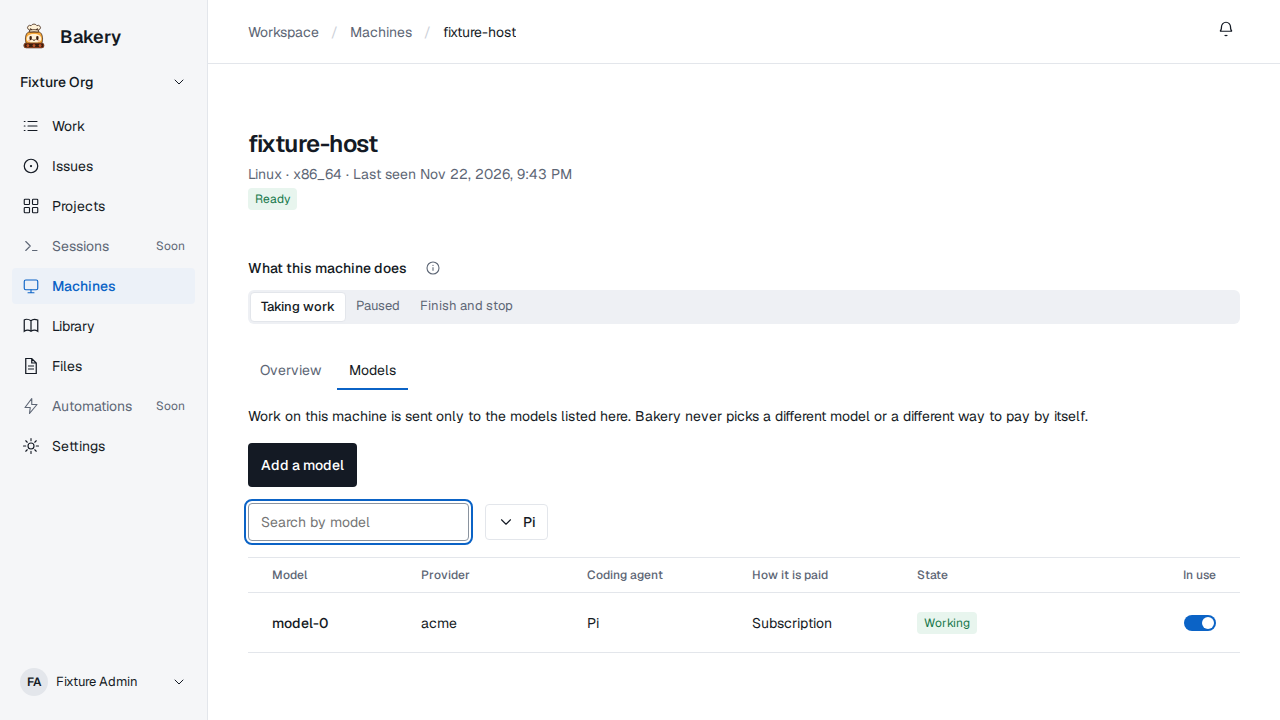 Bakery
Fixture Org
Work
Issues
Projects
Sessions Soon
Machines
Library
Files
Automations Soon
Settings
FA Fixture Admin
Workspace / Machines / fixture-host
fixture-host
Linux · x86_64 · Last seen Nov 22, 2026, 9:43 PM
Ready
What this machine does
Taking work Paused Finish and stop
Overview Models
Work on this machine is sent only to the models listed here. Bakery never picks a different model or a different way to pay by itself.
Add a model
Search by model Pi
Model Provider Coding agent How it is paid State In use
model-0 acme Pi Subscription Working